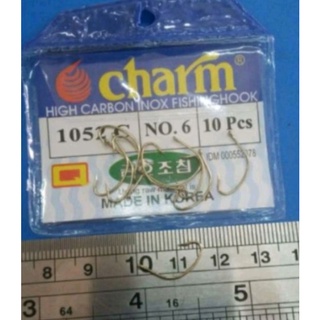 charm®
HIGH CARBON INOX FISHINGHOOK
NO. 6
10 Pcs
조침
MADE IN KOREA
8 9 10 11 12 13
3 64 4 16 5